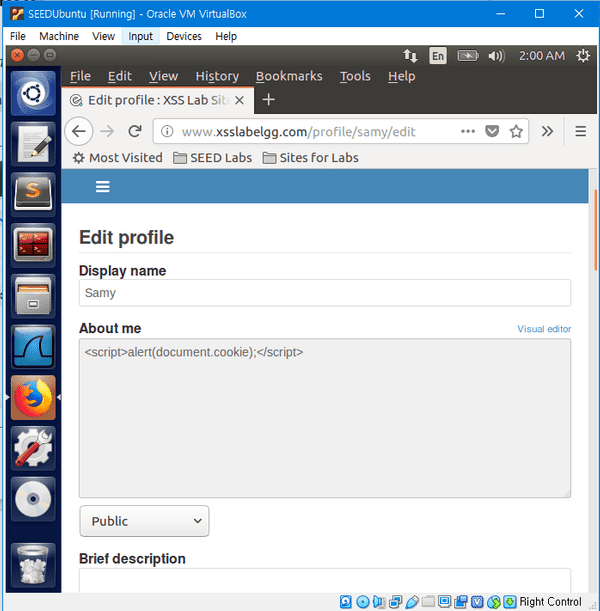 SEEDUbuntu [Running] - Oracle VM VirtualBox
File Machine View Input Devices Help
En 2:00 AM
File Edit View History Bookmarks Tools Help
Edit profile : XSS Lab Sit
www.xsslabelgg.com/profile/samy/edit
Most Visited SEED Labs Sites for Labs
Edit profile
Display name
Samy
About me Visual editor
<script>alert(document.cookie);</script>
Public
Brief description
Right Control